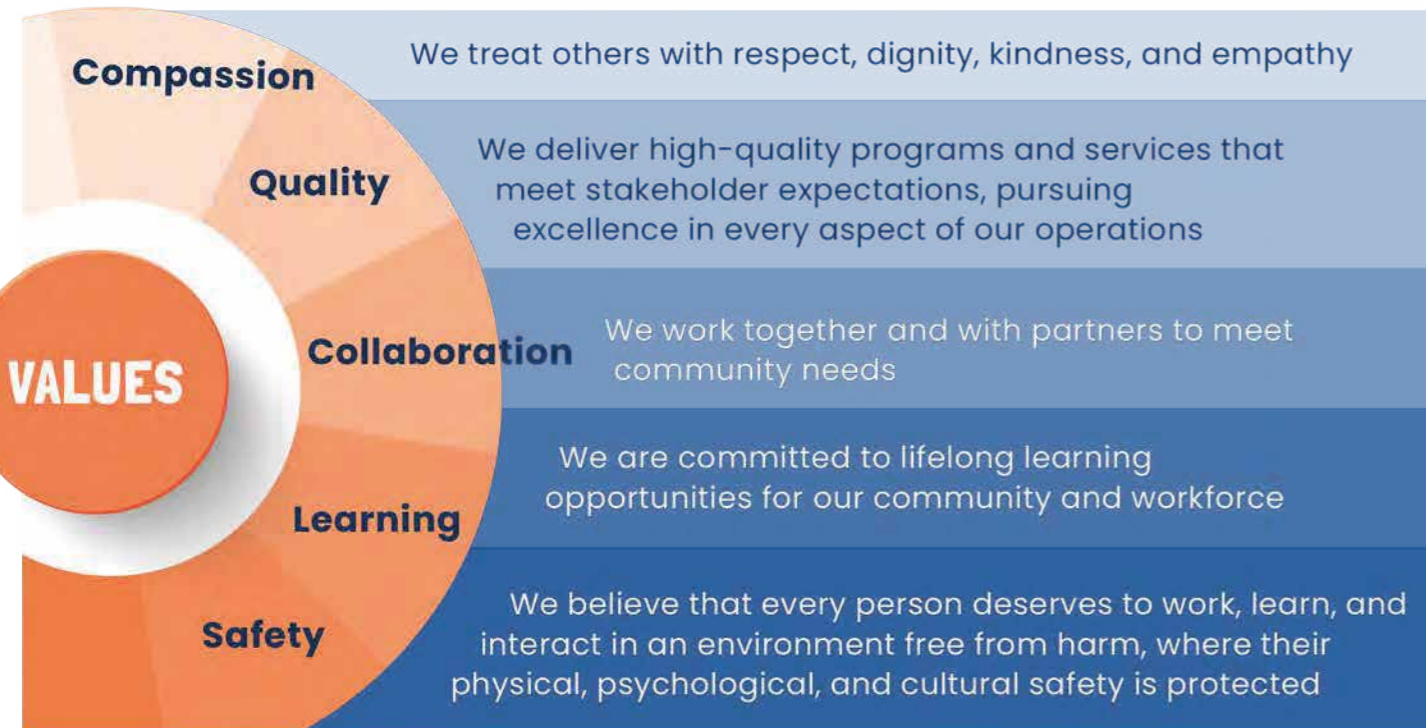 VALUES
Compassion
We treat others with respect, dignity, kindness, and empathy
Quality
We deliver high-quality programs and services that
meet stakeholder expectations, pursuing
excellence in every aspect of our operations
Collaboration
We work together and with partners to meet
community needs
Learning
We are committed to lifelong learning
opportunities for our community and workforce
Safety
We believe that every person deserves to work, learn, and
interact in an environment free from harm, where their
physical, psychological, and cultural safety is protected